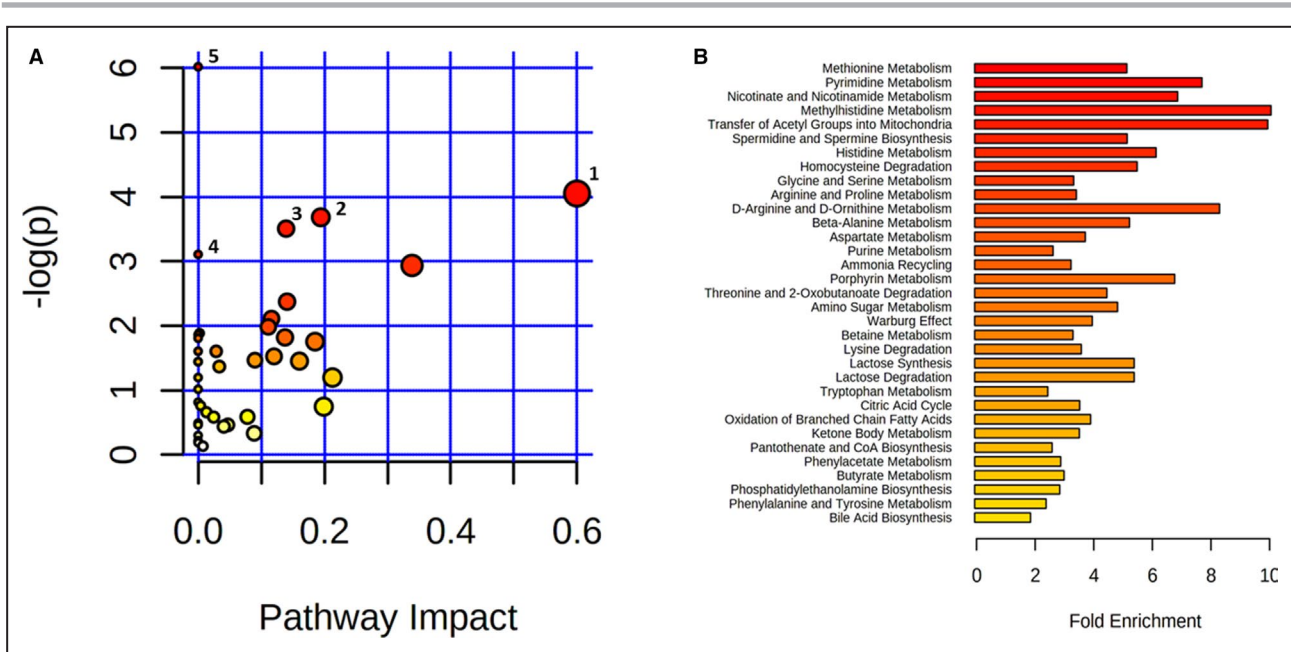 A
6
5
4
3
2
1
0
-log(p)
5
1
2
3
4
0.0 0.2 0.4 0.6
Pathway Impact
B
Methionine Metabolism
Pyrimidine Metabolism
Nicotinate and Nicotinamide Metabolism
Methylhistidine Metabolism
Transfer of Acetyl Groups into Mitochondria
Spermidine and Spermine Biosynthesis
Histidine Metabolism
Homocysteine Degradation
Glycine and Serine Metabolism
Arginine and Proline Metabolism
D-Arginine and D-Ornithine Metabolism
Beta-Alanine Metabolism
Aspartate Metabolism
Purine Metabolism
Ammonia Recycling
Porphyrin Metabolism
Threonine and 2-Oxobutanoate Degradation
Amino Sugar Metabolism
Warburg Effect
Betaine Metabolism
Lysine Degradation
Lactose Synthesis
Lactose Degradation
Tryptophan Metabolism
Citric Acid Cycle
Oxidation of Branched Chain Fatty Acids
Ketone Body Metabolism
Pantothenate and CoA Biosynthesis
Phenylacetate Metabolism
Butyrate Metabolism
Phosphatidylethanolamine Biosynthesis
Phenylalanine and Tyrosine Metabolism
Bile Acid Biosynthesis
0 2 4 6 8 10
Fold Enrichment